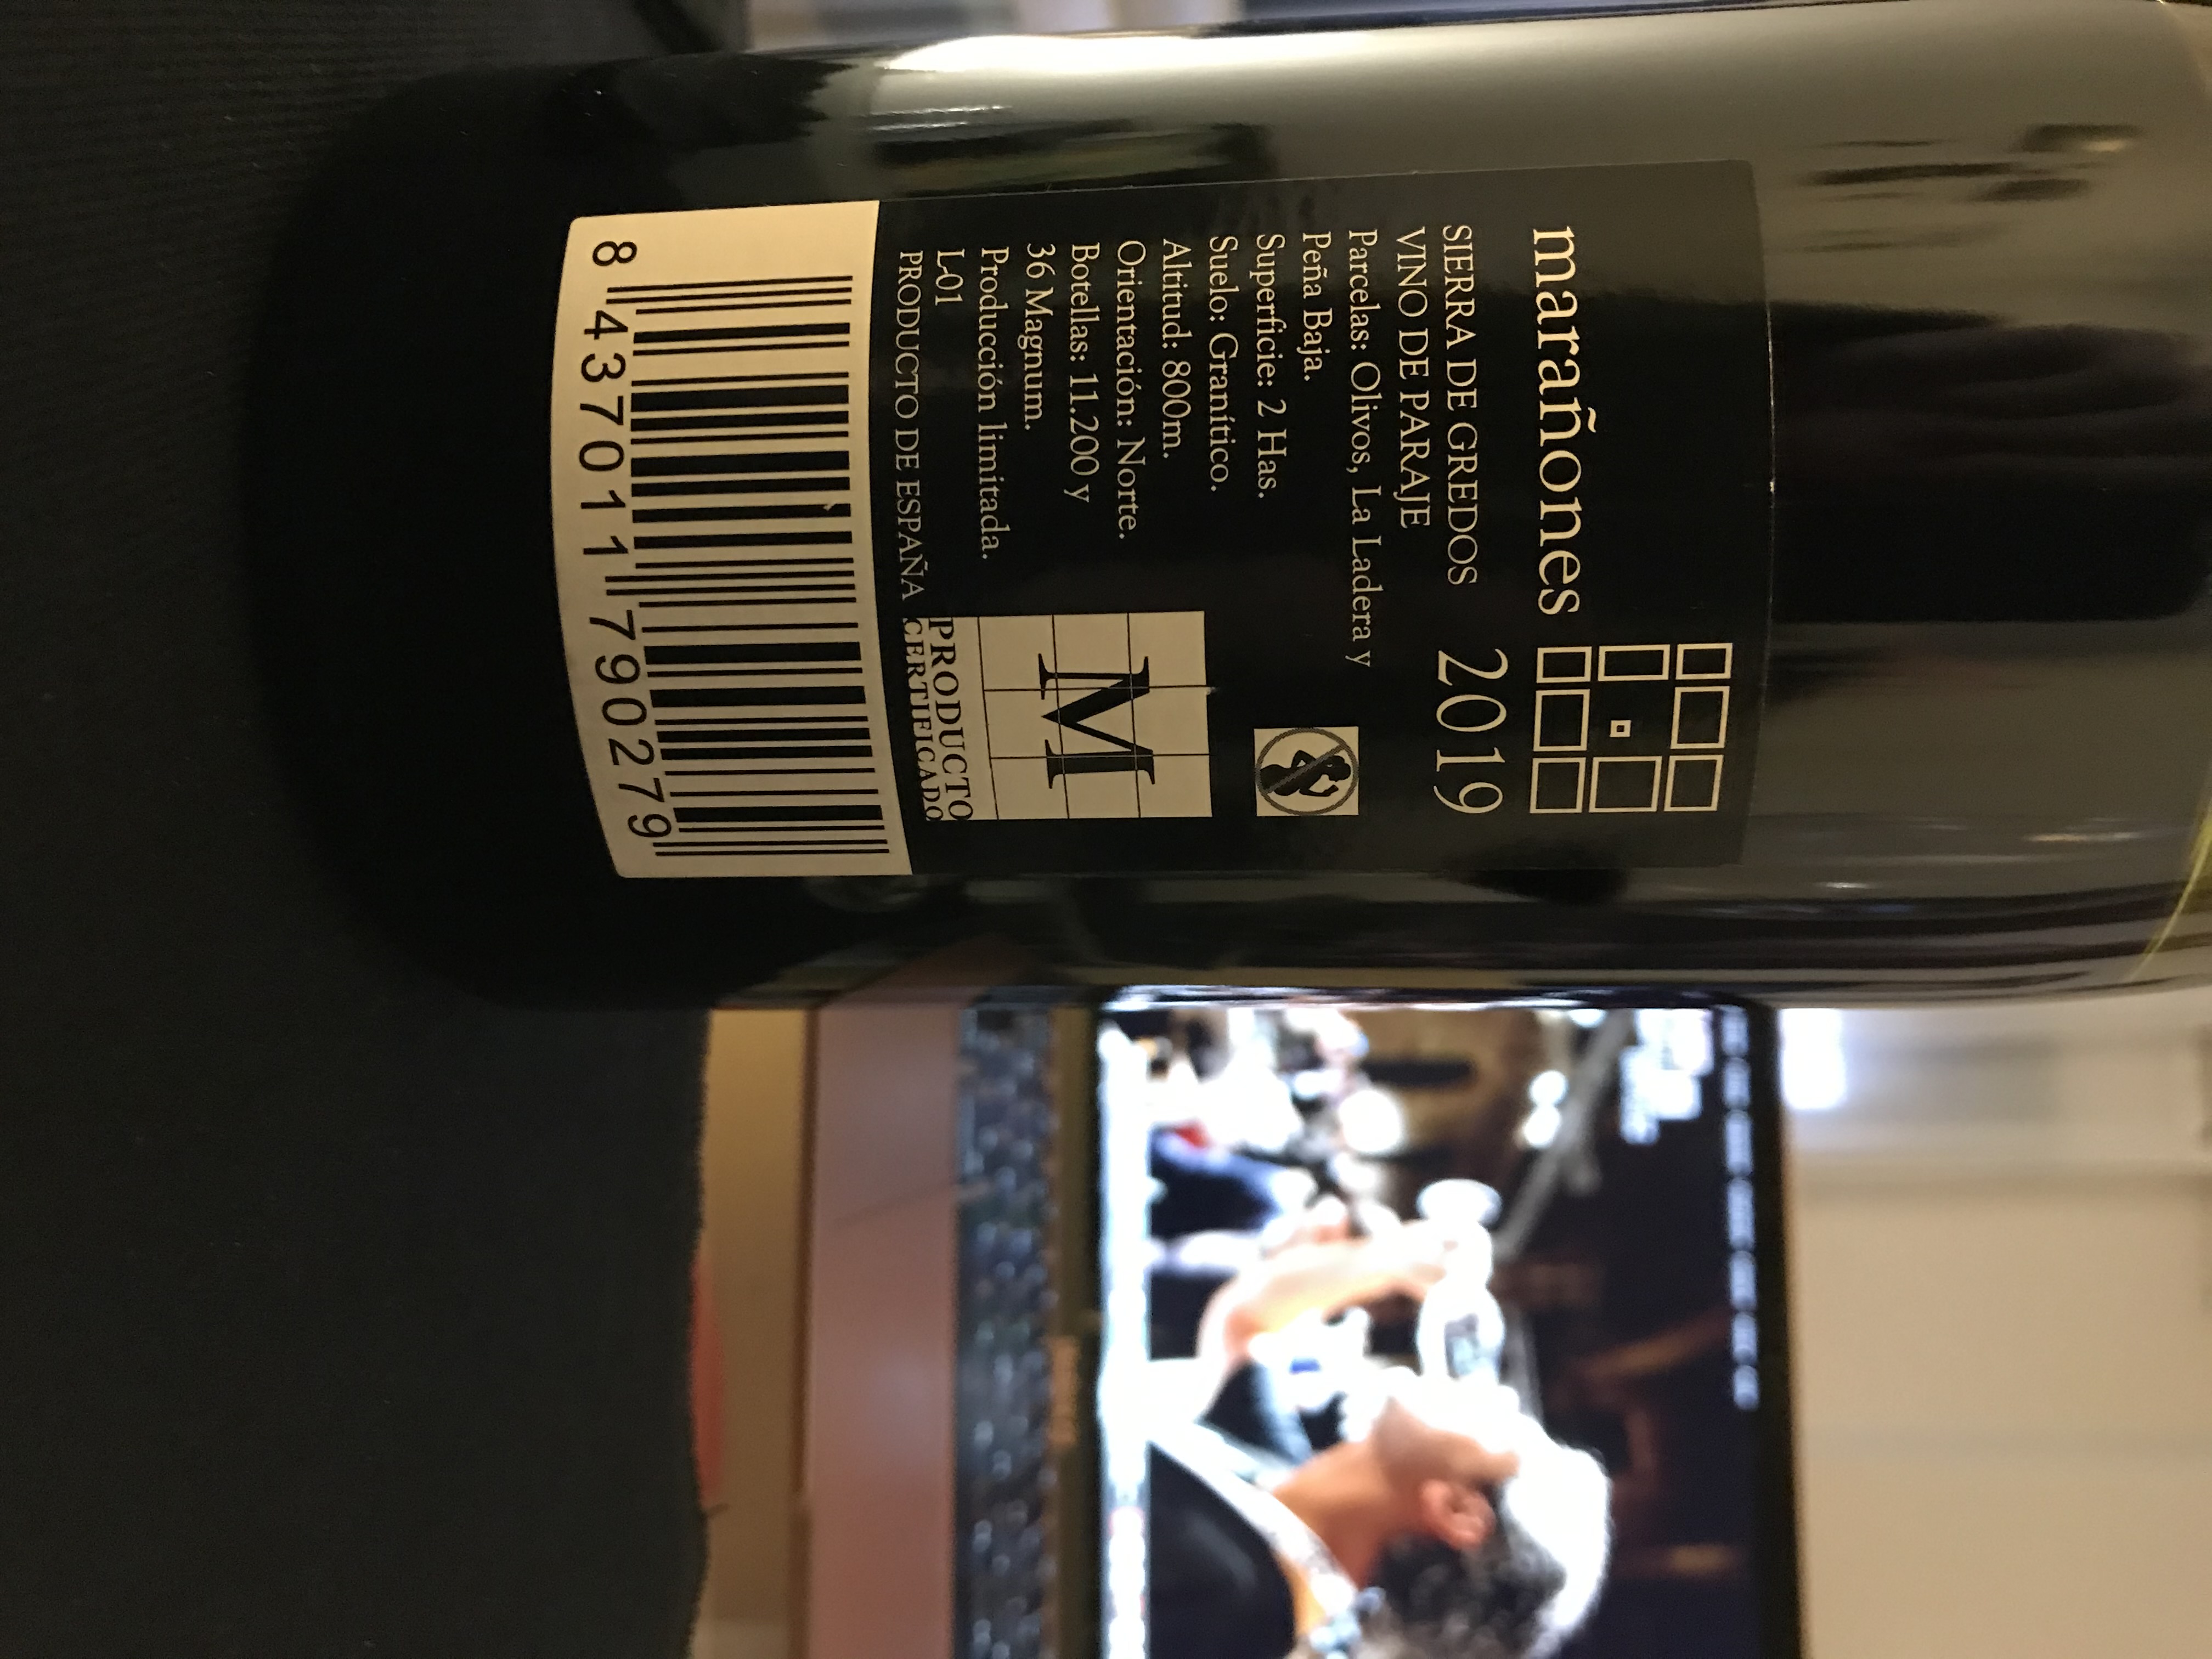 marañones
SIERRA DE GREDOS
VINO DE PARAJE
2019
Parcelas: Olivos, La Ladera y
Peña Baja.
Superficie: 2 Has.
Suelo: Granítico.
Altitud: 800m.
Orientación: Norte.
Botellas: 11.200 y
36 Magnum.
Producción limitada.
L-01
PRODUCTO DE ESPAÑA
M
PRODUCTO
CERTIFICADO
8 437011 790279